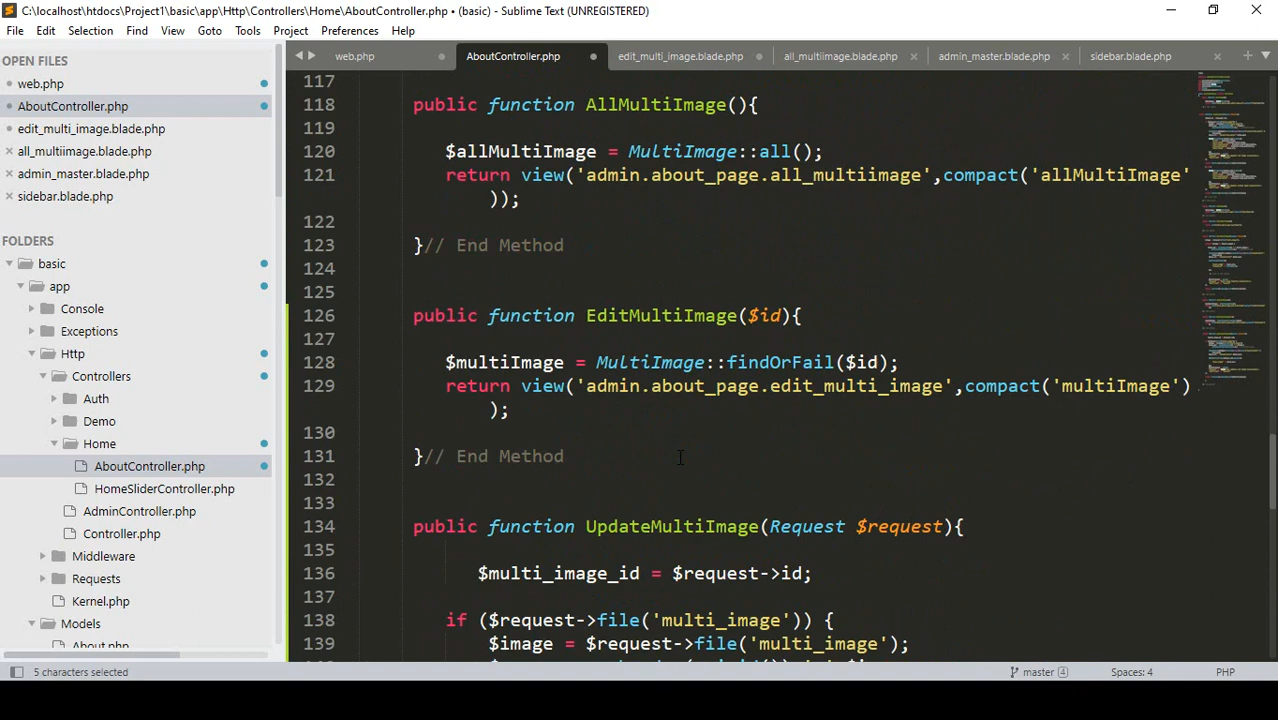 C:\localhost\htdocs\Project1\basic\app\Http\Controllers\Home\AboutController.php • (basic) - Sublime Text (UNREGISTERED)
File Edit Selection Find View Goto Tools Project Preferences Help
OPEN FILES
web.php
AboutController.php
edit_multi_image.blade.php
all_multiimage.blade.php
admin_master.blade.php
sidebar.blade.php
FOLDERS
basic
app
Console
Exceptions
Http
Controllers
Auth
Demo
Home
AboutController.php
HomeSliderController.php
AdminController.php
Controller.php
Middleware
Requests
Kernel.php
Models
About.php
web.php AboutController.php edit_multi_image.blade.php all_multiimage.blade.php admin_master.blade.php sidebar.blade.php
117
118 public function AllMultiImage(){
119
120 $allMultiImage = MultiImage::all();
121 return view('admin.about_page.all_multiimage',compact('allMultiImage'
));
122
123 }// End Method
124
125
126 public function EditMultiImage($id){
127
128 $multiImage = MultiImage::findOrFail($id);
129 return view('admin.about_page.edit_multi_image',compact('multiImage')
);
130
131 }// End Method
132
133
134 public function UpdateMultiImage(Request $request){
135
136 $multi_image_id = $request->id;
137
138 if ($request->file('multi_image')) {
139 $image = $request->file('multi_image');
5 characters selected master 4 Spaces: 4 PHP